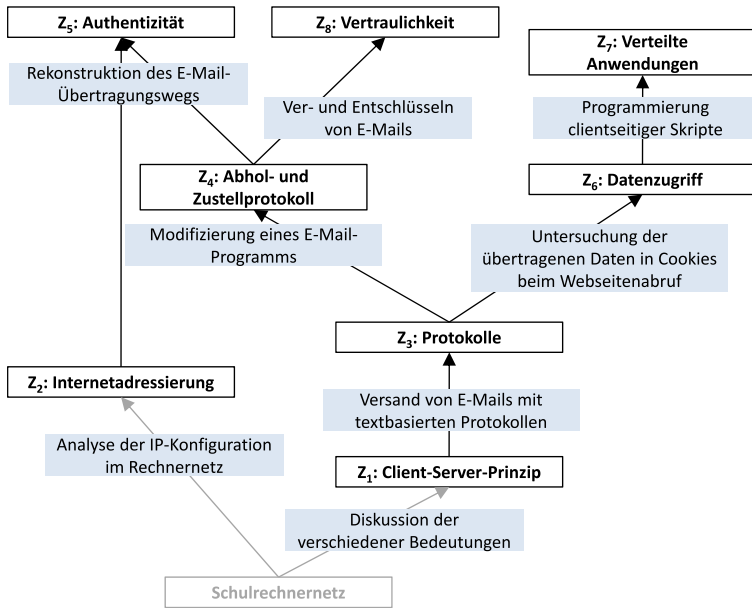 Z5: Authentizität
Z8: Vertraulichkeit
Z7: Verteilte
Anwendungen
Rekonstruktion des E-Mail-
Übertragungswegs
Ver- und Entschlüsseln
von E-Mails
Programmierung
clientseitiger Skripte
Z4: Abhol- und
Zustellprotokoll
Z6: Datenzugriff
Modifizierung eines E-Mail-
Programms
Untersuchung der
übertragenen Daten in Cookies
beim Webseitenabruf
Z3: Protokolle
Z2: Internetadressierung
Versand von E-Mails mit
textbasierten Protokollen
Analyse der IP-Konfiguration
im Rechnernetz
Z1: Client-Server-Prinzip
Diskussion der
verschiedener Bedeutungen
Schulrechnernetz